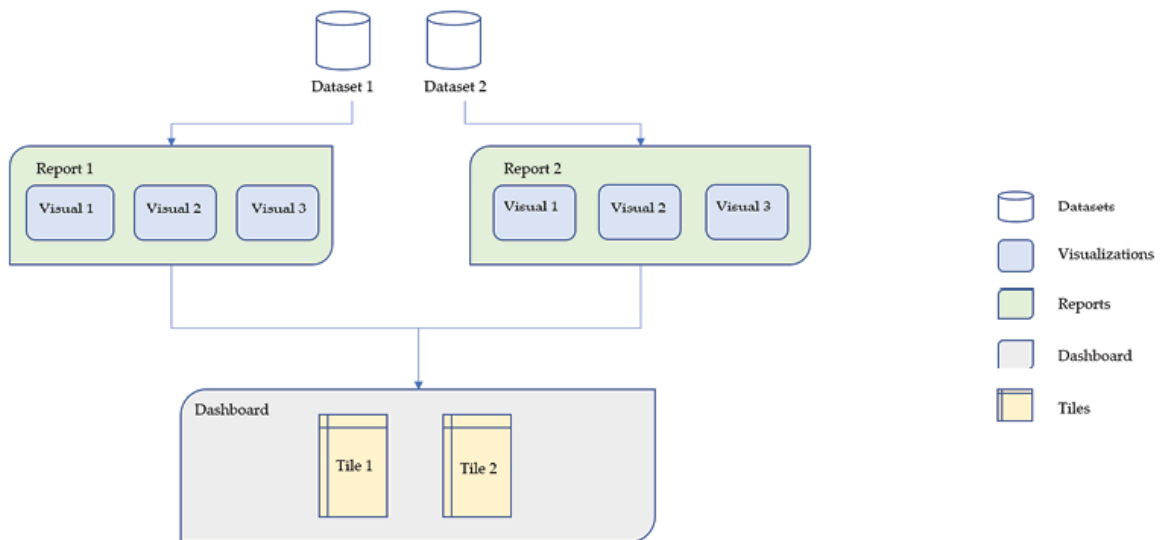 Dataset 1
Dataset 2
Report 1
Visual 1
Visual 2
Visual 3
Report 2
Visual 1
Visual 2
Visual 3
Datasets
Visualizations
Reports
Dashboard
Tiles
Dashboard
Tile 1
Tile 2